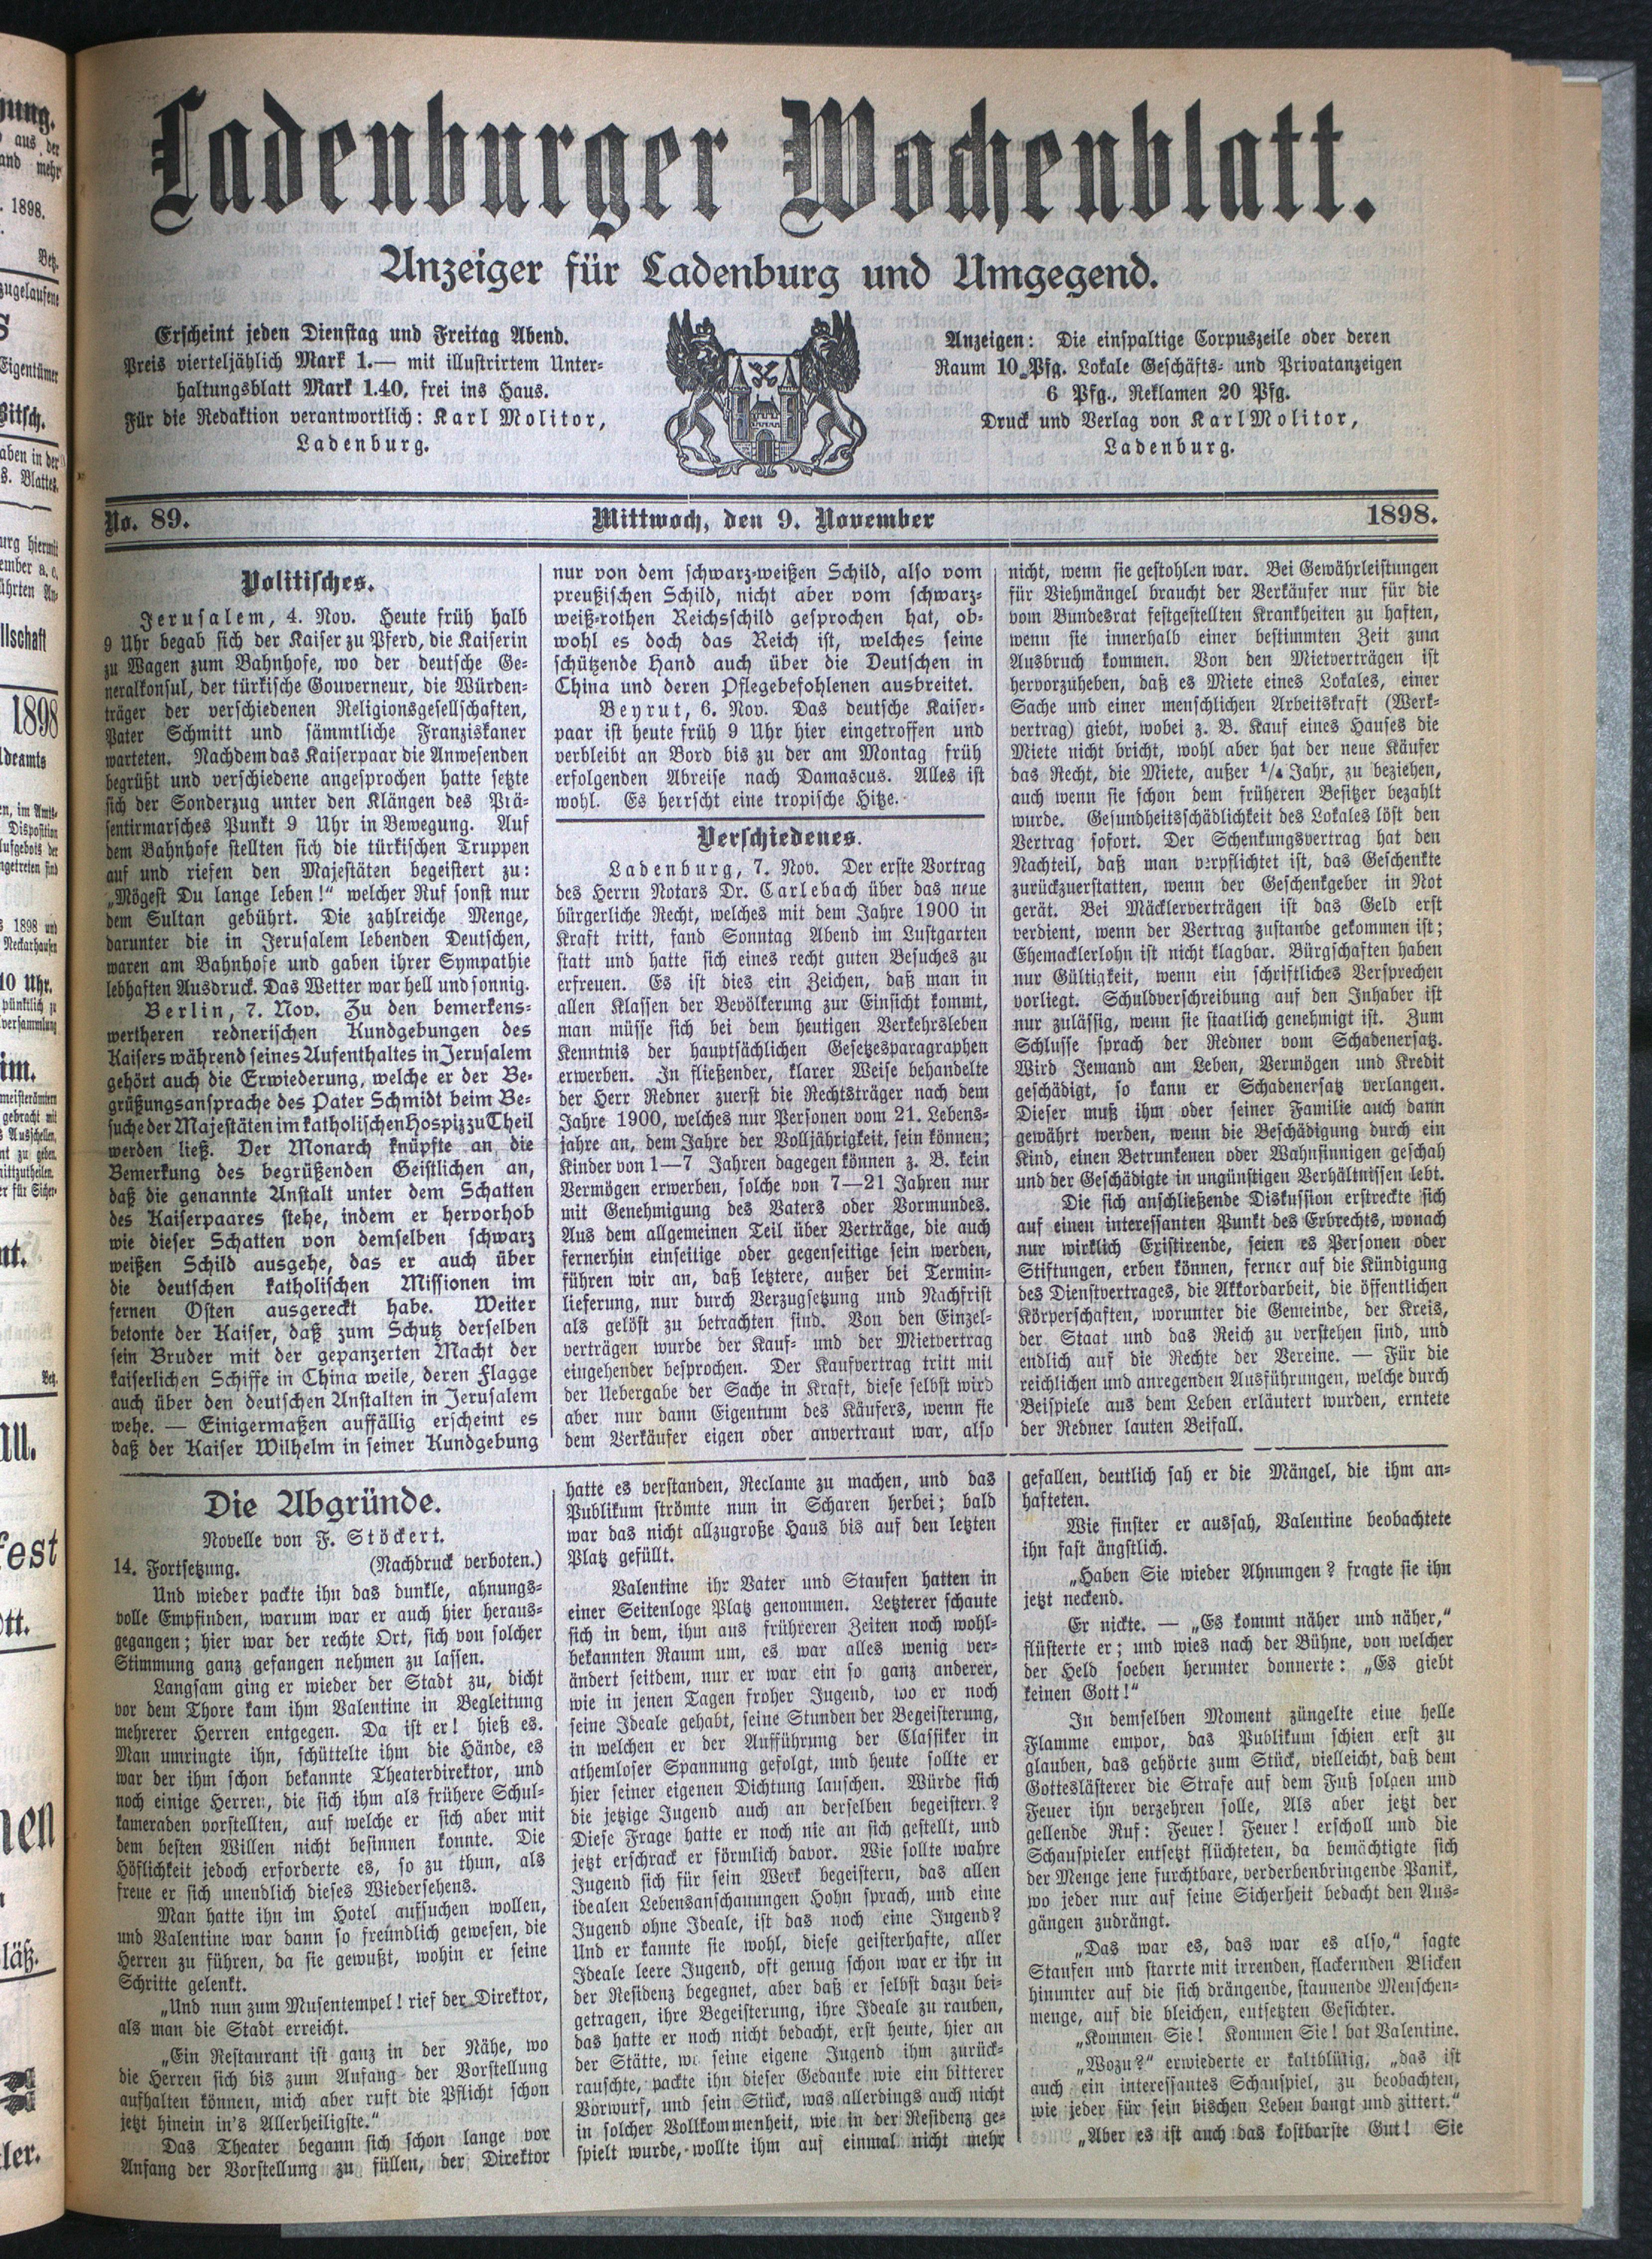 Ladenburger Wochenblatt.
Anzeiger für Ladenburg und Umgegend.
Erscheint jeden Dienstag und Freitag Abend.
Preis vierteljährlich Mark 1.— mit illustrirtem Unter-
haltungsblatt Mark 1.40, frei ins Haus.
Für die Redaktion verantwortlich: Karl Molitor,
Ladenburg.
Anzeigen: Die einspaltige Corpuszeile oder deren
Raum 10 Pfg. Lokale Geschäfts- und Privatanzeigen
6 Pfg., Reklamen 20 Pfg.
Druck und Verlag von Karl Molitor,
Ladenburg.
No. 89.
Mittwoch, den 9. November
1898.
Politisches.
Jerusalem, 4. Nov. Heute früh halb
9 Uhr begab sich der Kaiser zu Pferd, die Kaiserin
zu Wagen zum Bahnhofe, wo der deutsche Ge-
neralkonsul, der türkische Gouverneur, die Würden-
träger der verschiedenen Religionsgesellschaften,
Pater Schmitt und sämmtliche Franziskaner
warteten. Nachdem das Kaiserpaar die Anwesenden
begrüßt und verschiedene angesprochen hatte setzte
sich der Sonderzug unter den Klängen des Prä-
sentirmarsches Punkt 9 Uhr in Bewegung. Auf
dem Bahnhofe stellten sich die türkischen Truppen
auf und riefen den Majestäten begeistert zu:
„Mögest Du lange leben!“ welcher Ruf sonst nur
dem Sultan gebührt. Die zahlreiche Menge,
darunter die in Jerusalem lebenden Deutschen,
waren am Bahnhofe und gaben ihrer Sympathie
lebhaften Ausdruck. Das Wetter war hell und sonnig.
Berlin, 7. Nov. Zu den bemerkens-
wertheren rednerischen Kundgebungen des
Kaisers während seines Aufenthaltes in Jerusalem
gehört auch die Erwiederung, welche er der Be-
grüßungsansprache des Pater Schmidt beim Be-
suche der Majestäten im katholischen Hospiz zu Theil
werden ließ. Der Monarch knüpfte an die
Bemerkung des begrüßenden Geistlichen an,
daß die genannte Anstalt unter dem Schatten
des Kaiserpaares stehe, indem er hervorhob
wie dieser Schatten von demselben schwarz
weißen Schild ausgehe, das er auch über
die deutschen katholischen Missionen im
fernen Osten ausgereckt habe. Weiter
betonte der Kaiser, daß zum Schutz derselben
sein Bruder mit der gepanzerten Macht der
kaiserlichen Schiffe in China weile, deren Flagge
auch über den deutschen Anstalten in Jerusalem
wehe. — Einigermaßen auffällig erscheint es
daß der Kaiser Wilhelm in seiner Kundgebung
nur von dem schwarz-weißen Schild, also vom
preußischen Schild, nicht aber vom schwarz-
weiß-rothen Reichsschild gesprochen hat, ob-
wohl es doch das Reich ist, welches seine
schützende Hand auch über die Deutschen in
China und deren Pflegebefohlenen ausbreitet.
Beyrut, 6. Nov. Das deutsche Kaiser-
paar ist heute früh 9 Uhr hier eingetroffen und
verbleibt an Bord bis zu der am Montag früh
erfolgenden Abreise nach Damascus. Alles ist
wohl. Es herrscht eine tropische Hitze.
Verschiedenes.
Ladenburg, 7. Nov. Der erste Vortrag
des Herrn Notars Dr. Carlebach über das neue
bürgerliche Recht, welches mit dem Jahre 1900 in
Kraft tritt, fand Sonntag Abend im Lustgarten
statt und hatte sich eines recht guten Besuches zu
erfreuen. Es ist dies ein Zeichen, daß man in
allen Klassen der Bevölkerung zur Einsicht kommt,
man müsse sich bei dem heutigen Verkehrsleben
Kenntnis der hauptsächlichen Gesetzesparagraphen
erwerben. In fließender, klarer Weise behandelte
der Herr Redner zuerst die Rechtsträger nach dem
Jahre 1900, welches nur Personen vom 21. Lebens-
jahre an, dem Jahre der Volljährigkeit, sein können;
Kinder von 1—7 Jahren dagegen können z. B. kein
Vermögen erwerben, solche von 7—21 Jahren nur
mit Genehmigung des Vaters oder Vormundes.
Aus dem allgemeinen Teil über Verträge, die auch
fernerhin einseitige oder gegenseitige sein werden,
führen wir an, daß letztere, außer bei Termin-
lieferung, nur durch Verzugsetzung und Nachfrist
als gelöst zu betrachten sind. Von den Einzel-
verträgen wurde der Kauf- und der Mietvertrag
eingehender besprochen. Der Kaufvertrag tritt mit
der Uebergabe der Sache in Kraft, diese selbst wird
aber nur dann Eigentum des Käufers, wenn sie
dem Verkäufer eigen oder anvertraut war, also
nicht, wenn sie gestohlen war. Bei Gewährleistungen
für Viehmängel braucht der Verkäufer nur für die
vom Bundesrat festgestellten Krankheiten zu haften,
wenn sie innerhalb einer bestimmten Zeit zum
Ausbruch kommen. Von den Mietverträgen ist
hervorzuheben, daß es Miete eines Lokales, einer
Sache und einer menschlichen Arbeitskraft (Werk-
vertrag) giebt, wobei z. B. Kauf eines Hauses die
Miete nicht bricht, wohl aber hat der neue Käufer
das Recht, die Miete, außer 1/4 Jahr, zu beziehen,
auch wenn sie schon dem früheren Besitzer bezahlt
wurde. Gesundheitsschädlichkeit des Lokales löst den
Vertrag sofort. Der Schenkungsvertrag hat den
Nachteil, daß man verpflichtet ist, das Geschenkte
zurückzuerstatten, wenn der Geschenkgeber in Not
gerät. Bei Mäcklerverträgen ist das Geld erst
verdient, wenn der Vertrag zustande gekommen ist;
Ehemacklerlohn ist nicht klagbar. Bürgschaften haben
nur Gültigkeit, wenn ein schriftliches Versprechen
vorliegt. Schuldverschreibung auf den Inhaber ist
nur zulässig, wenn sie staatlich genehmigt ist. Zum
Schlusse sprach der Redner vom Schadenersatz.
Wird Jemand am Leben, Vermögen und Kredit
geschädigt, so kann er Schadenersatz verlangen.
Dieser muß ihm oder seiner Familie auch dann
gewährt werden, wenn die Beschädigung durch ein
Kind, einen Betrunkenen oder Wahnsinnigen geschah
und der Geschädigte in ungünstigen Verhältnissen lebt.
Die sich anschließende Diskussion erstreckte sich
auf einen interessanten Punkt des Erbrechts, wonach
nur wirklich Existirende, seien es Personen oder
Stiftungen, erben können, ferner auf die Kündigung
des Dienstvertrages, die Akkordarbeit, die öffentlichen
Körperschaften, worunter die Gemeinde, der Kreis,
der Staat und das Reich zu verstehen sind, und
endlich auf die Rechte der Vereine. — Für die
reichlichen und anregenden Ausführungen, welche durch
Beispiele aus dem Leben erläutert wurden, erntete
der Redner lauten Beifall.
Die Abgründe.
Novelle von F. Stöckert.
14. Fortsetzung. (Nachdruck verboten.)
Und wieder packte ihn das dunkle, ahnungs-
volle Empfinden, warum war er auch hier heraus-
gegangen; hier war der rechte Ort, sich von solcher
Stimmung ganz gefangen nehmen zu lassen.
Langsam ging er wieder der Stadt zu, dicht
vor dem Thore kam ihm Valentine in Begleitung
mehrerer Herren entgegen. Da ist er! hieß es.
Man umringte ihn, schüttelte ihm die Hände, es
war der ihm schon bekannte Theaterdirektor, und
noch einige Herren, die sich ihm als frühere Schul-
kameraden vorstellten, auf welche er sich aber mit
dem besten Willen nicht besinnen konnte. Die
Höflichkeit jedoch erforderte es, so zu thun, als
freue er sich unendlich dieses Wiedersehens.
Man hatte ihn im Hotel aufsuchen wollen,
und Valentine war dann so freundlich gewesen, die
Herren zu führen, da sie gewußt, wohin er seine
Schritte gelenkt.
„Und nun zum Musentempel! rief der Direktor,
als man die Stadt erreicht.
„Ein Restaurant ist ganz in der Nähe, wo
die Herren sich bis zum Anfang der Vorstellung
aufhalten können, mich aber ruft die Pflicht schon
jetzt hinein in's Allerheiligste.“
Das Theater begann sich schon lange vor
Anfang der Vorstellung zu füllen, der Direktor
hatte es verstanden, Reclame zu machen, und das
Publikum strömte nun in Scharen herbei; bald
war das nicht allzugroße Haus bis auf den letzten
Platz gefüllt.
Valentine ihr Vater und Staufen hatten in
einer Seitenloge Platz genommen. Letzterer schaute
sich in dem, ihm aus frühreren Zeiten noch wohl-
bekannten Raum um, es war alles wenig ver-
ändert seitdem, nur er war ein so ganz anderer,
wie in jenen Tagen froher Jugend, wo er noch
seine Ideale gehabt, seine Stunden der Begeisterung,
in welchen er der Aufführung der Classiker in
athemloser Spannung gefolgt, und heute sollte er
hier seiner eigenen Dichtung lauschen. Würde sich
die jetzige Jugend auch an derselben begeistern?
Diese Frage hatte er noch nie an sich gestellt, und
jetzt erschrack er förmlich davor. Wie sollte wahre
Jugend sich für sein Werk begeistern, das allen
idealen Lebensanschauungen Hohn sprach, und eine
Jugend ohne Ideale, ist das noch eine Jugend?
Und er kannte sie wohl, diese geisterhafte, aller
Ideale leere Jugend, oft genug schon war er ihr in
der Residenz begegnet, aber daß er selbst dazu bei-
getragen, ihre Begeisterung, ihre Ideale zu rauben,
das hatte er noch nicht bedacht, erst heute, hier an
der Stätte, wo seine eigene Jugend ihm zurück-
rauschte, packte ihn dieser Gedanke wie ein bitterer
Vorwurf, und sein Stück, was allerdings auch nicht
in solcher Vollkommenheit, wie in der Residenz ge-
spielt wurde, wollte ihm auf einmal nicht mehr
gefallen, deutlich sah er die Mängel, die ihm an-
hafteten.
Wie finster er aussah, Valentine beobachtete
ihn fast ängstlich.
„Haben Sie wieder Ahnungen? fragte sie ihn
jetzt neckend.
Er nickte. — „Es kommt näher und näher,“
flüsterte er; und wies nach der Bühne, von welcher
der Held soeben herunter donnerte: „Es giebt
keinen Gott!“
In demselben Moment züngelte eine helle
Flamme empor, das Publikum schien erst zu
glauben, das gehörte zum Stück, vielleicht, daß dem
Gotteslästerer die Strafe auf dem Fuß folgen und
Feuer ihn verzehren solle, Als aber jetzt der
gellende Ruf: Feuer! Feuer! erscholl und die
Schauspieler entsetzt flüchteten, da bemächtigte sich
der Menge jene furchtbare, verderbenbringende Panik,
wo jeder nur auf seine Sicherheit bedacht den Aus-
gängen zudrängt.
„Das war es, das war es also,“ sagte
Staufen und starrte mit irrenden, flackernden Blicken
hinunter auf die sich drängende, staunende Menschen-
menge, auf die bleichen, entsetzten Gesichter.
„Kommen Sie! Kommen Sie! bat Valentine.
„Wozu?“ erwiederte er kaltblütig, „das ist
auch ein interessantes Schauspiel, zu beobachten,
wie jeder für sein bischen Leben bangt und zittert.“
„Aber es ist auch das kostbarste Gut! Sie